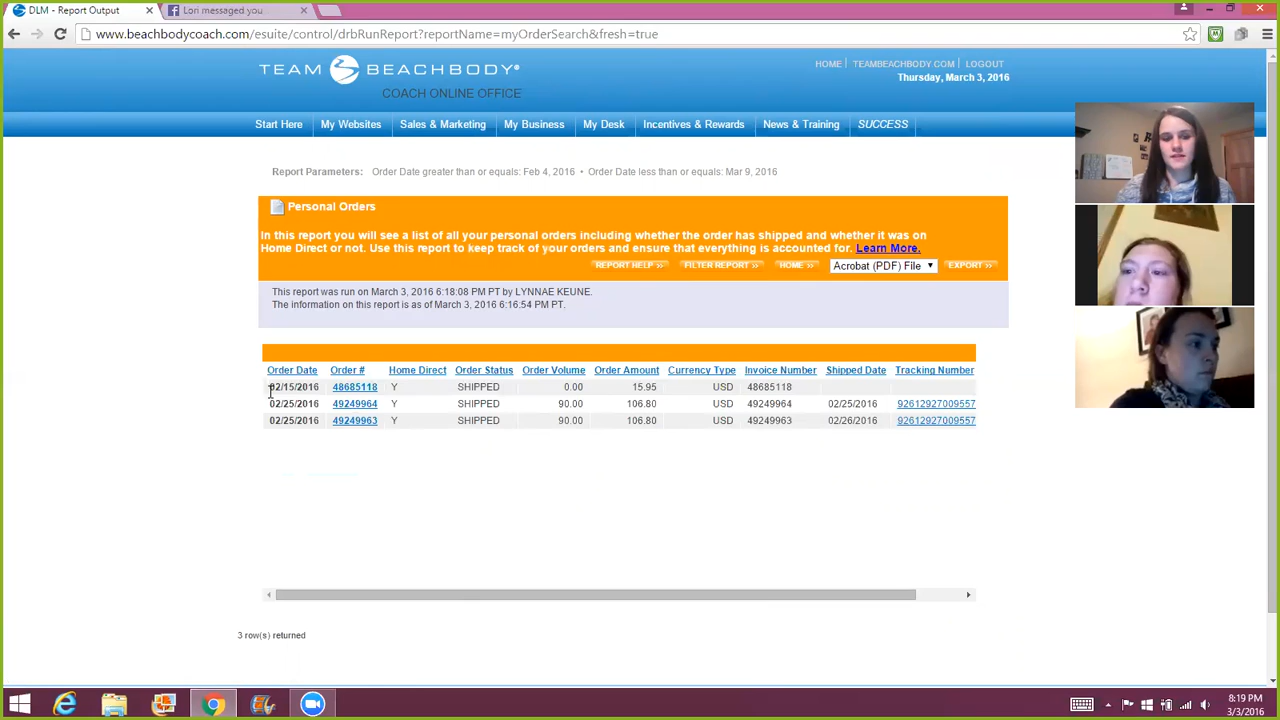 DLM - Report Output
Lori messaged you
www.beachbodycoach.com/esuite/control/drbRunReport?reportName=myOrderSearch&fresh=true
TEAM BEACHBODY®
COACH ONLINE OFFICE
HOME TEAMBEACHBODY.COM LOGOUT
Thursday, March 3, 2016
Start Here My Websites Sales & Marketing My Business My Desk Incentives & Rewards News & Training SUCCESS
Report Parameters: Order Date greater than or equals: Feb 4, 2016 • Order Date less than or equals: Mar 9, 2016
Personal Orders
In this report you will see a list of all your personal orders including whether the order has shipped and whether it was on
Home Direct or not. Use this report to keep track of your orders and ensure that everything is accounted for. Learn More.
REPORT HELP >> FILTER REPORT >> HOME >> Acrobat (PDF) File EXPORT >>
This report was run on March 3, 2016 6:18:08 PM PT by LYNNAE KEUNE.
The information on this report is as of March 3, 2016 6:16:54 PM PT.
Order Date Order # Home Direct Order Status Order Volume Order Amount Currency Type Invoice Number Shipped Date Tracking Number
02/15/2016 48685118 Y SHIPPED 0.00 15.95 USD 48685118
02/25/2016 49249964 Y SHIPPED 90.00 106.80 USD 49249964 02/25/2016 92612927009557
02/25/2016 49249963 Y SHIPPED 90.00 106.80 USD 49249963 02/26/2016 92612927009557
3 row(s) returned
8:19 PM
3/3/2016